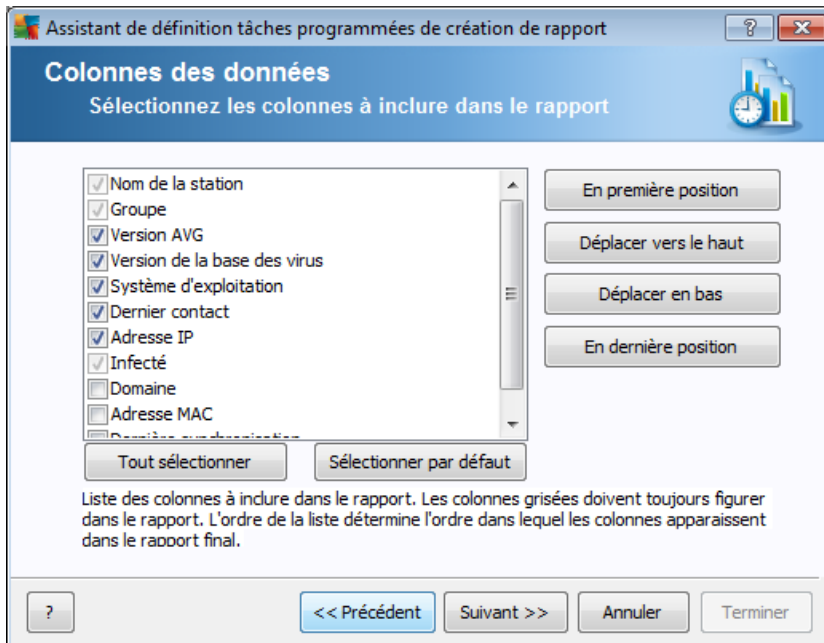 Assistant de définition tâches programmées de création de rapport
Colonnes des données
Sélectionnez les colonnes à inclure dans le rapport
Nom de la station
Groupe
Version AVG
Version de la base des virus
Système d'exploitation
Dernier contact
Adresse IP
Infecté
Domaine
Adresse MAC
Dernière synchronisation
En première position
Déplacer vers le haut
Déplacer en bas
En dernière position
Tout sélectionner
Sélectionner par défaut
Liste des colonnes à inclure dans le rapport. Les colonnes grisées doivent toujours figurer
dans le rapport. L'ordre de la liste détermine l'ordre dans lequel les colonnes apparaissent
dans le rapport final.
?
<< Précédent
Suivant >>
Annuler
Terminer